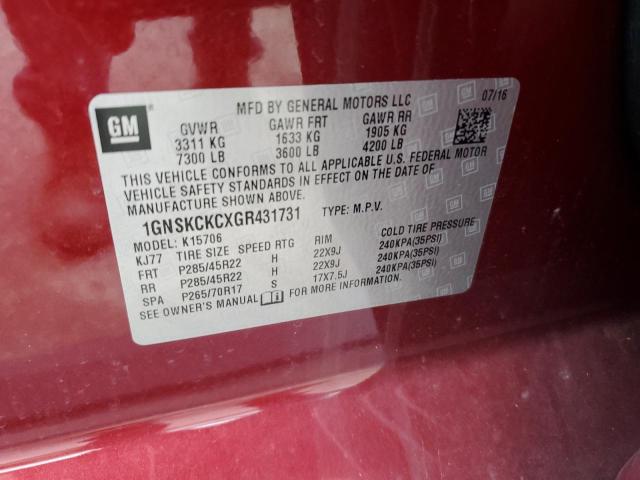 GM
MFD BY GENERAL MOTORS LLC 07/16
GVWR GAWR FRT GAWR RR
3311 KG 1633 KG 1905 KG
7300 LB 3600 LB 4200 LB
THIS VEHICLE CONFORMS TO ALL APPLICABLE U.S. FEDERAL MOTOR
VEHICLE SAFETY STANDARDS IN EFFECT ON THE DATE OF
MANUFACTURE SHOWN ABOVE.
1GNSKCKCXGR431731 TYPE: M.P.V.
MODEL: K15706
KJ77 TIRE SIZE SPEED RTG RIM COLD TIRE PRESSURE
FRT P285/45R22 H 22X9J 240KPA(35PSI)
RR P285/45R22 H 22X9J 240KPA(35PSI)
SPA P265/70R17 S 17X7.5J 240KPA(35PSI)
SEE OWNER'S MANUAL FOR MORE INFORMATION.